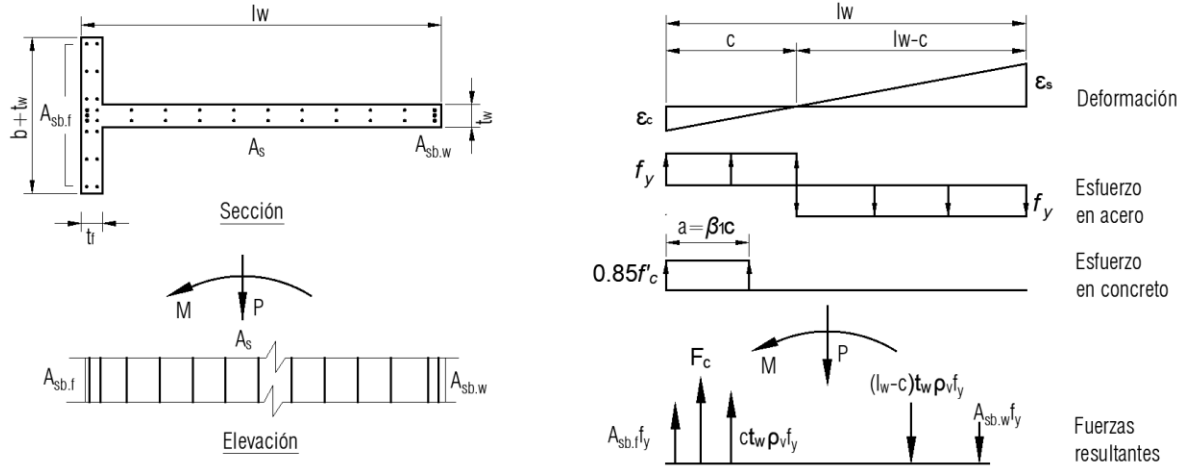 lw
b + tw
Asb.f
As
Asb.w
tw
tf
Sección
M
P
As
Asb.f
Asb.w
Elevación
lw
c
lw-c
εc
εs
Deformación
fy
fy
Esfuerzo
en acero
a=β1c
0.85f'c
Esfuerzo
en concreto
M
P
Fc
(lw-c)twρvfy
Asb.ffy
ctwρvfy
Asb.wfy
Fuerzas
resultantes